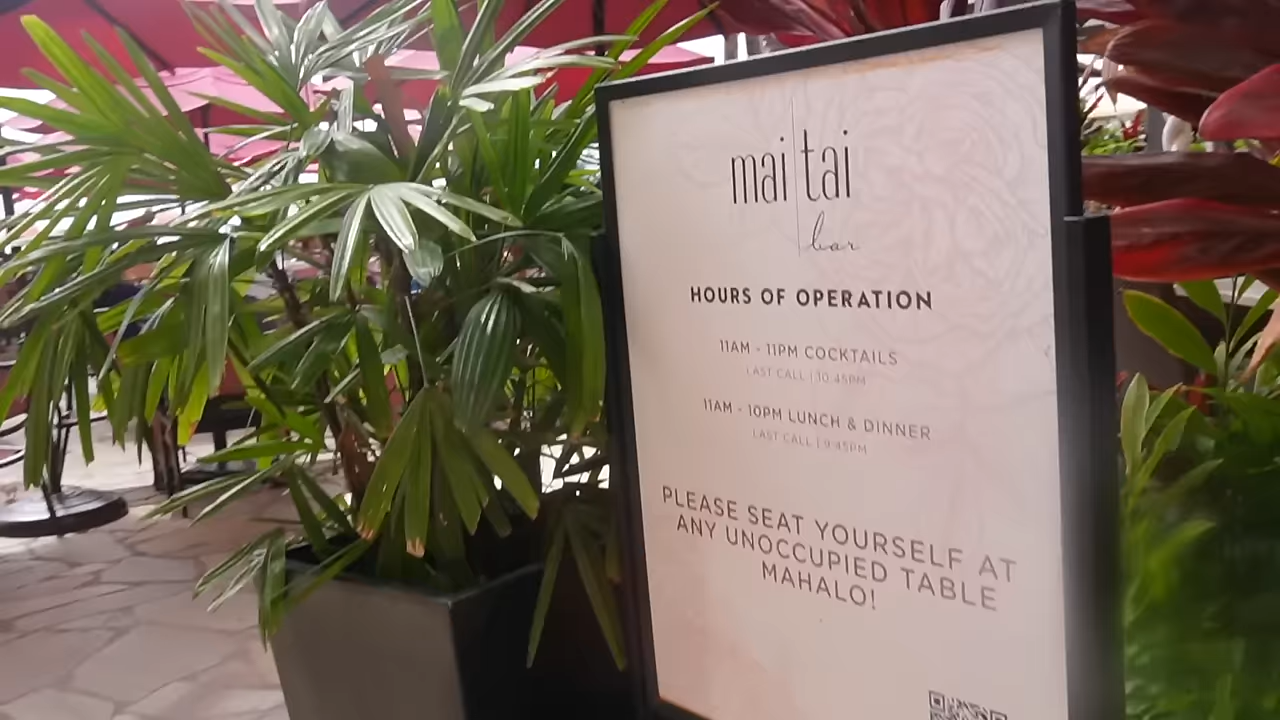 mai tai
bar
HOURS OF OPERATION
11AM - 11PM COCKTAILS
LAST CALL | 10:45PM
11AM - 10PM LUNCH & DINNER
LAST CALL | 9:45PM
PLEASE SEAT YOURSELF AT
ANY UNOCCUPIED TABLE
MAHALO!